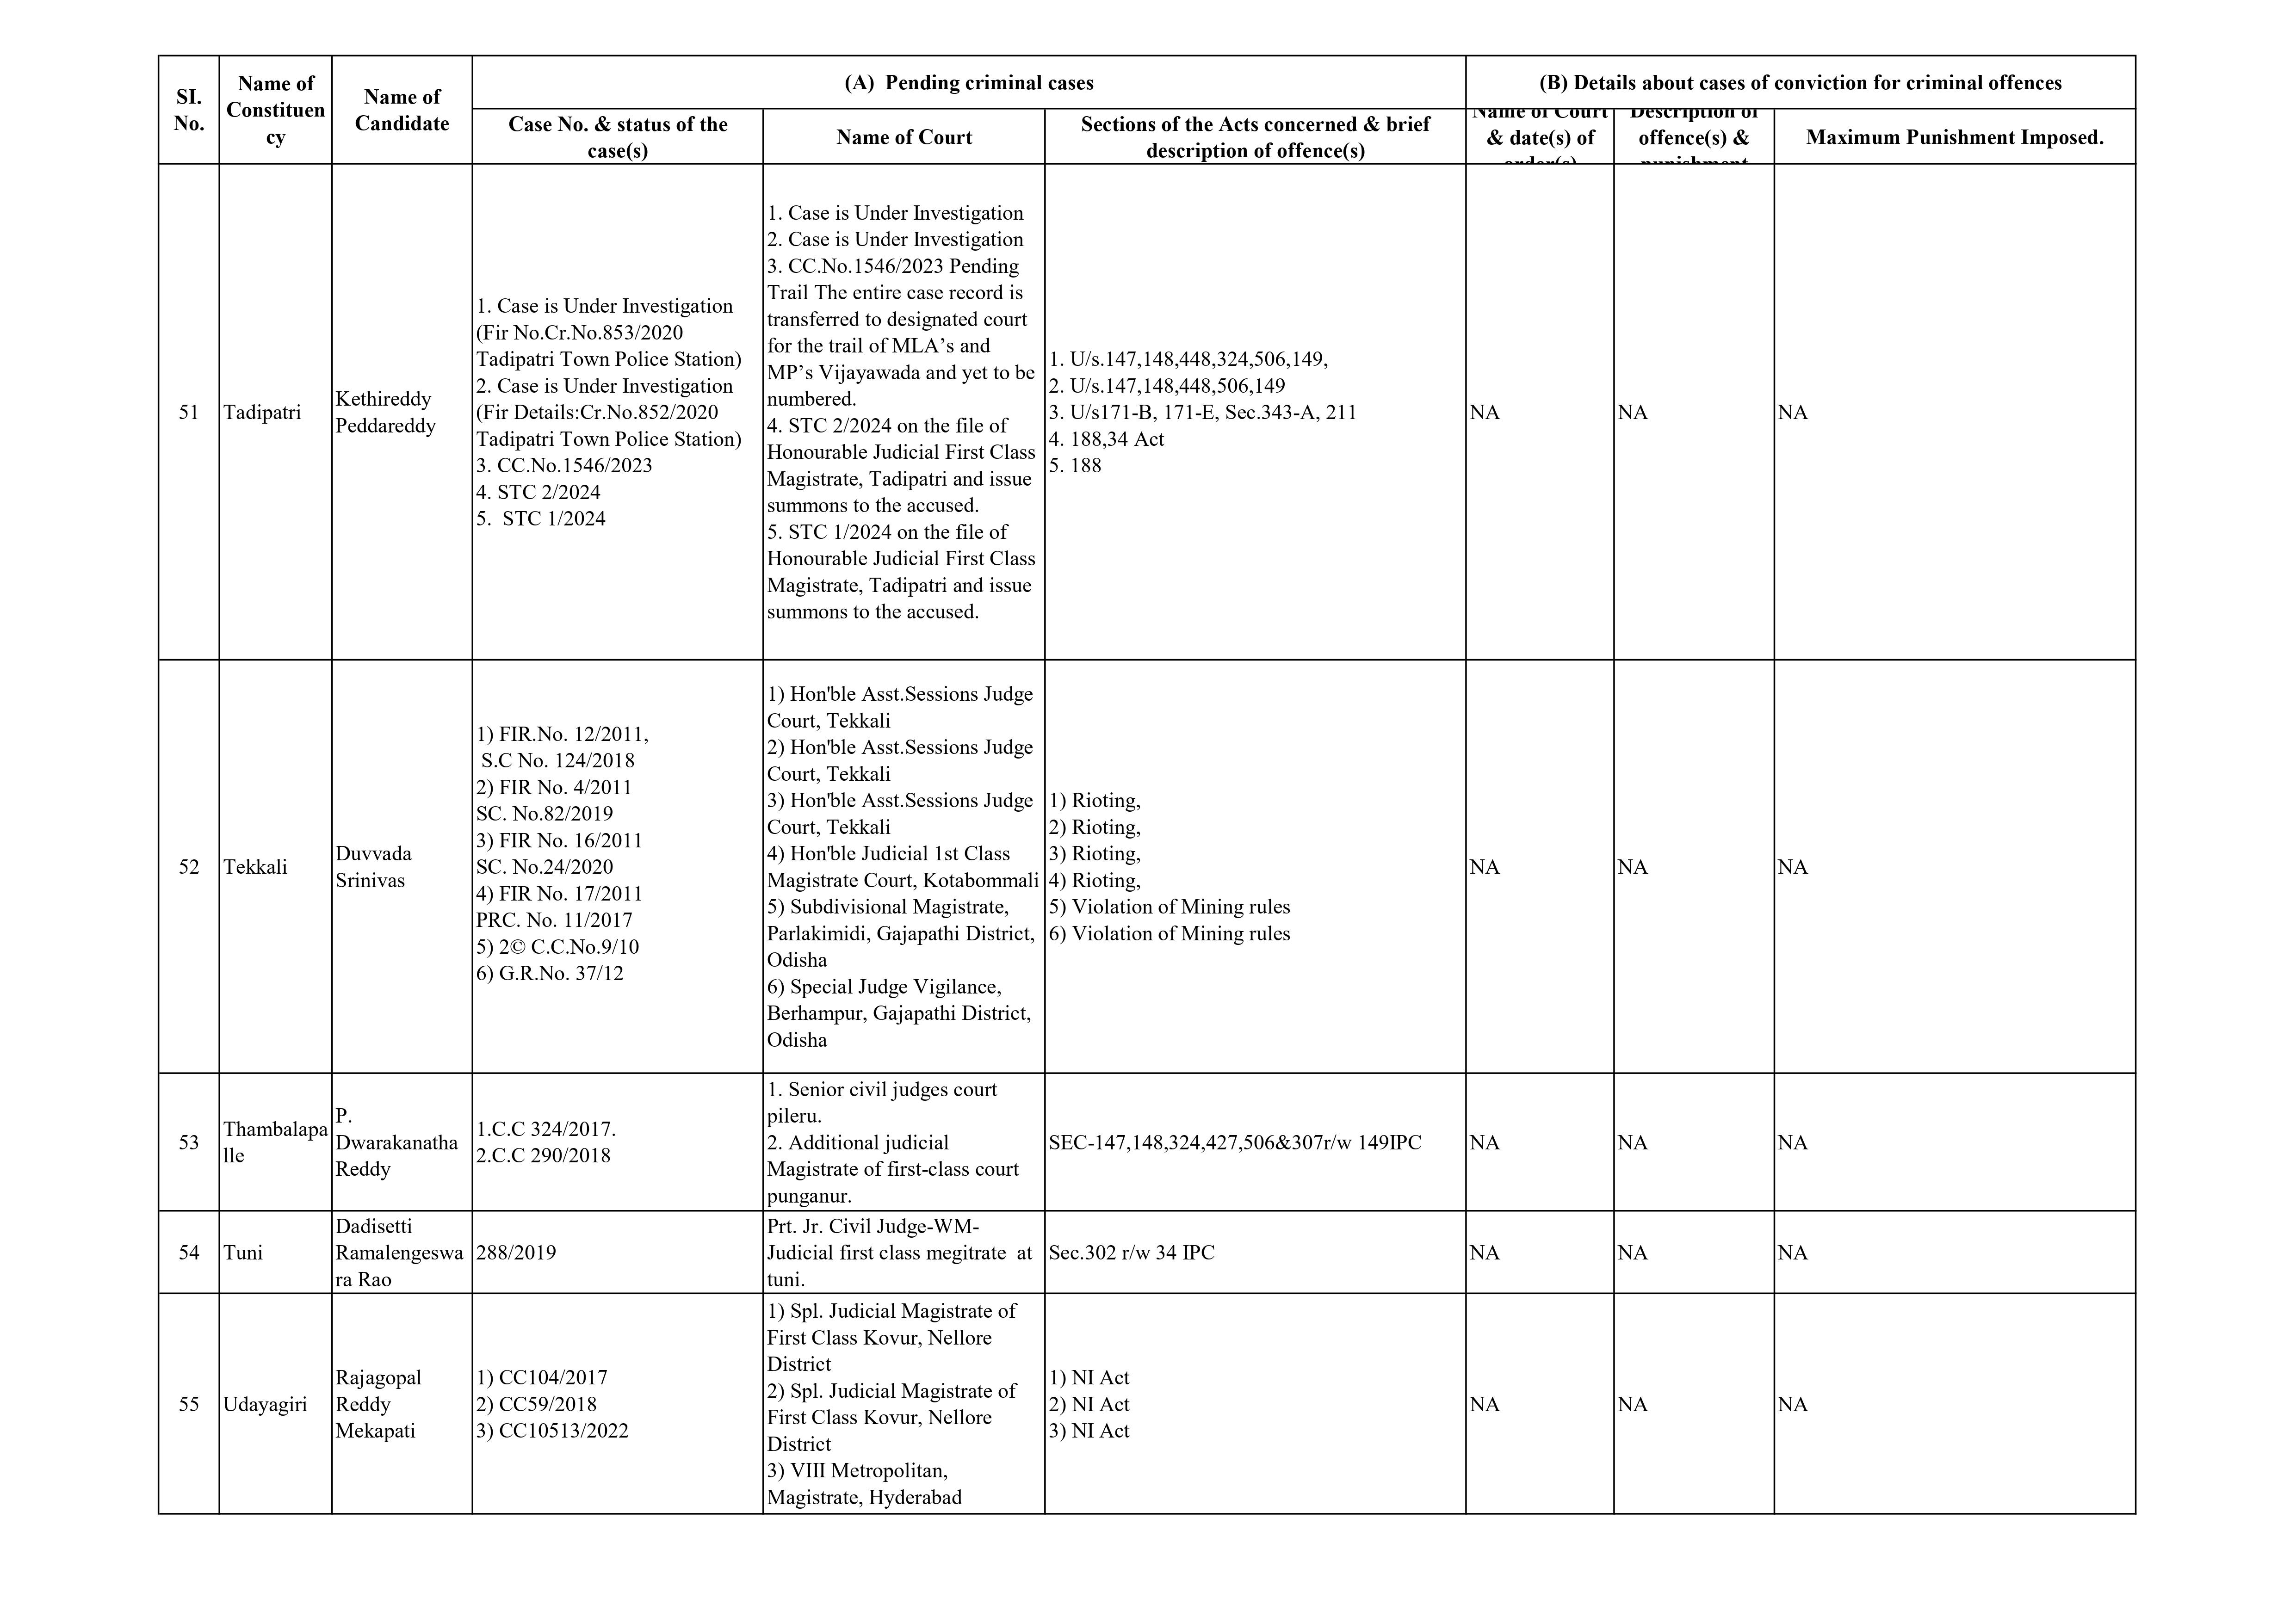 SI. No.
Name of Constituen cy
Name of Candidate
(A)  Pending criminal cases
(B) Details about cases of conviction for criminal offences
Case No. & status of the case(s)
Name of Court
Sections of the Acts concerned & brief description of offence(s)
Name of Court & date(s) of order(s)
Description of offence(s) & punishment
Maximum Punishment Imposed.
51
Tadipatri
Kethireddy
Peddareddy
1. Case is Under Investigation
(Fir No.Cr.No.853/2020
Tadipatri Town Police Station)
2. Case is Under Investigation
(Fir Details:Cr.No.852/2020
Tadipatri Town Police Station)
3. CC.No.1546/2023
4. STC 2/2024
5.  STC 1/2024
1. Case is Under Investigation
2. Case is Under Investigation
3. CC.No.1546/2023 Pending
Trail The entire case record is
transferred to designated court
for the trail of MLA’s and
MP’s Vijayawada and yet to be
numbered.
4. STC 2/2024 on the file of
Honourable Judicial First Class
Magistrate, Tadipatri and issue
summons to the accused.
5. STC 1/2024 on the file of
Honourable Judicial First Class
Magistrate, Tadipatri and issue
summons to the accused.
1. U/s.147,148,448,324,506,149,
2. U/s.147,148,448,506,149
3. U/s171-B, 171-E, Sec.343-A, 211
4. 188,34 Act
5. 188
NA
NA
NA
52
Tekkali
Duvvada
Srinivas
1) FIR.No. 12/2011,
S.C No. 124/2018
2) FIR No. 4/2011
SC. No.82/2019
3) FIR No. 16/2011
SC. No.24/2020
4) FIR No. 17/2011
PRC. No. 11/2017
5) 2© C.C.No.9/10
6) G.R.No. 37/12
1) Hon'ble Asst.Sessions Judge
Court, Tekkali
2) Hon'ble Asst.Sessions Judge
Court, Tekkali
3) Hon'ble Asst.Sessions Judge
Court, Tekkali
4) Hon'ble Judicial 1st Class
Magistrate Court, Kotabommali
5) Subdivisional Magistrate,
Parlakimidi, Gajapathi District,
Odisha
6) Special Judge Vigilance,
Berhampur, Gajapathi District,
Odisha
1) Rioting,
2) Rioting,
3) Rioting,
4) Rioting,
5) Violation of Mining rules
6) Violation of Mining rules
NA
NA
NA
53
Thambalapa
lle
P.
Dwarakanatha
Reddy
1.C.C 324/2017.
2.C.C 290/2018
1. Senior civil judges court
pileru.
2. Additional judicial
Magistrate of first-class court
punganur.
SEC-147,148,324,427,506&307r/w 149IPC
NA
NA
NA
54
Tuni
Dadisetti
Ramalengeswa
ra Rao
288/2019
Prt. Jr. Civil Judge-WM-
Judicial first class megitrate  at
tuni.
Sec.302 r/w 34 IPC
NA
NA
NA
55
Udayagiri
Rajagopal
Reddy
Mekapati
1) CC104/2017
2) CC59/2018
3) CC10513/2022
1) Spl. Judicial Magistrate of
First Class Kovur, Nellore
District
2) Spl. Judicial Magistrate of
First Class Kovur, Nellore
District
3) VIII Metropolitan,
Magistrate, Hyderabad
1) NI Act
2) NI Act
3) NI Act
NA
NA
NA